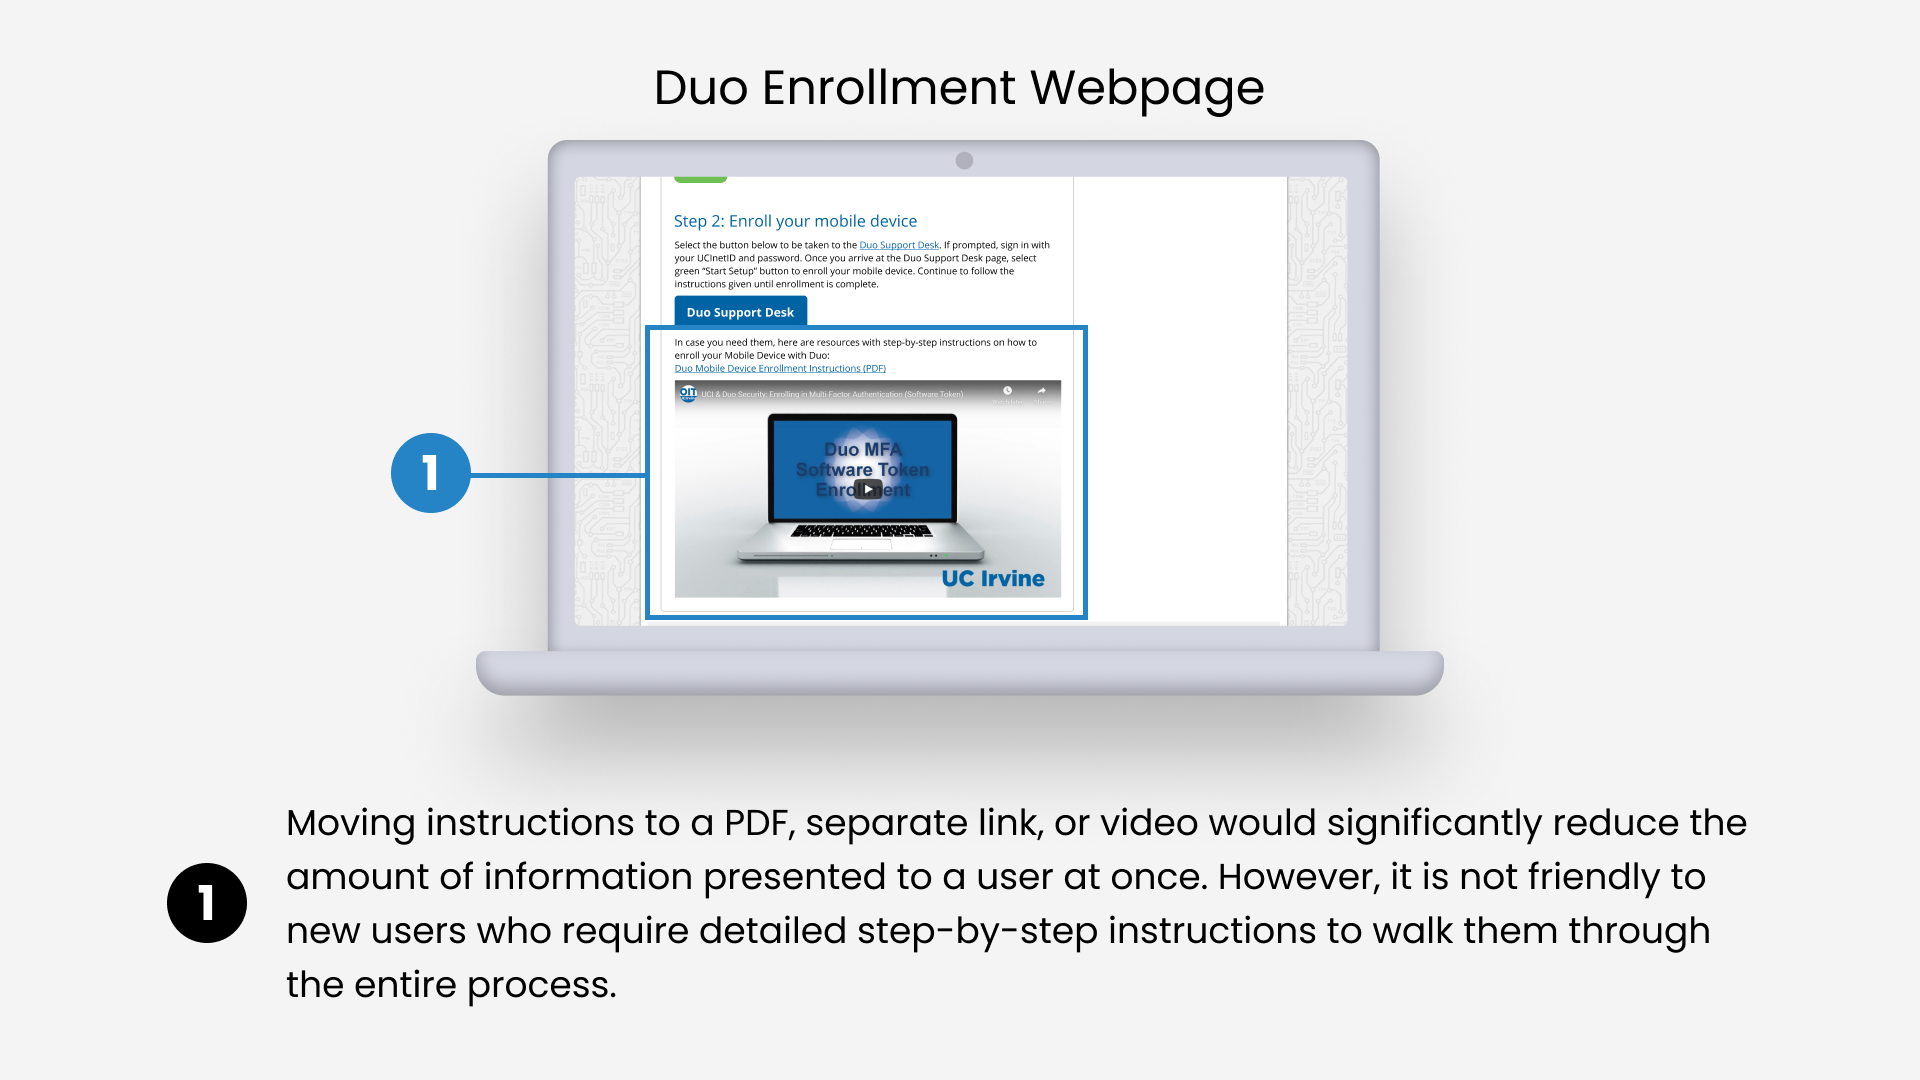 Duo Enrollment Webpage
Step 2: Enroll your mobile device
Select the button below to be taken to the Duo Support Desk. If prompted, sign in with
your UCInetID and password. Once you arrive at the Duo Support Desk page, select
green “Start Setup” button to enroll your mobile device. Continue to follow the
instructions given until enrollment is complete.
Duo Support Desk
In case you need them, here are resources with step-by-step instructions on how to
enroll your Mobile Device with Duo:
Duo Mobile Device Enrollment Instructions (PDF)
OIT
UCI & Duo Security: Enrolling in Multi-Factor Authentication (Software Token)
Duo MFA
Software Token
Enrollment
UC Irvine
1
1
Moving instructions to a PDF, separate link, or video would significantly reduce the
amount of information presented to a user at once. However, it is not friendly to
new users who require detailed step-by-step instructions to walk them through
the entire process.